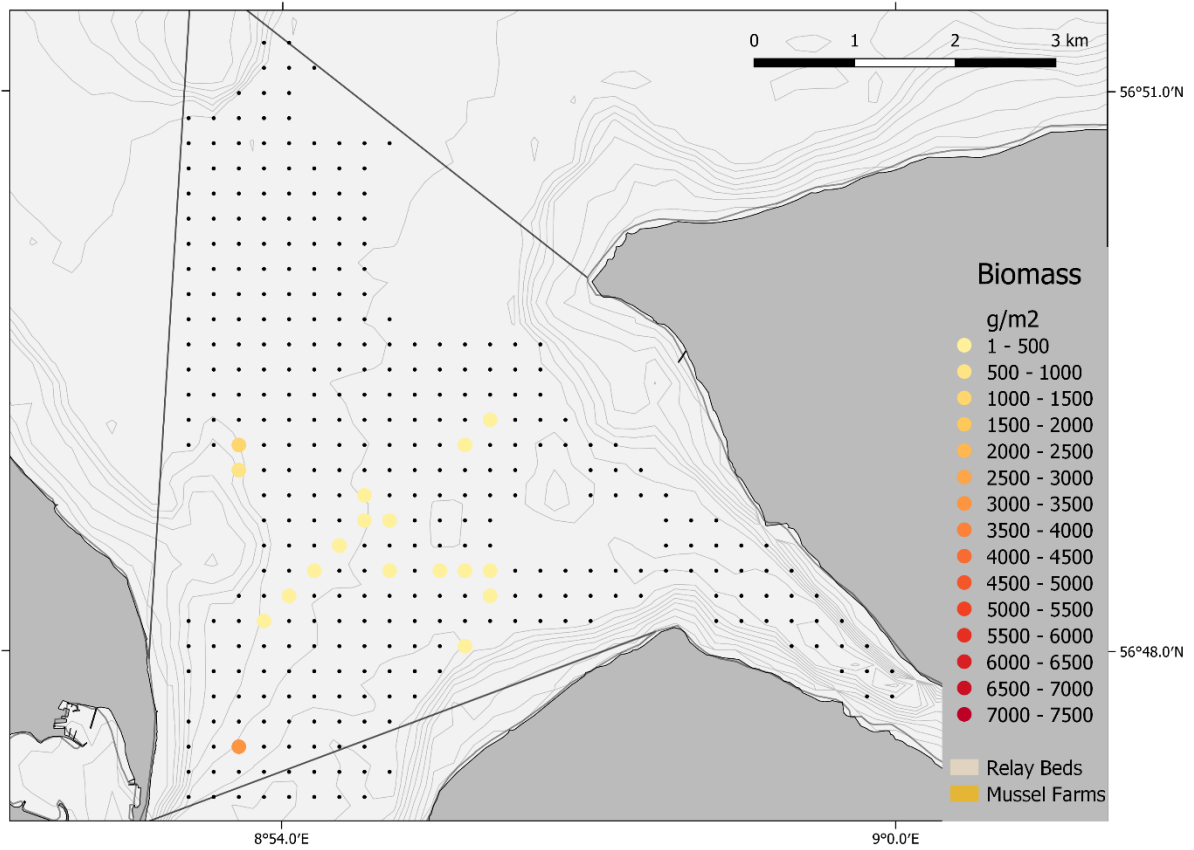 0 1 2 3 km
56°51.0'N
Biomass
g/m2
1 - 500
500 - 1000
1000 - 1500
1500 - 2000
2000 - 2500
2500 - 3000
3000 - 3500
3500 - 4000
4000 - 4500
4500 - 5000
5000 - 5500
5500 - 6000
6000 - 6500
6500 - 7000
7000 - 7500
56°48.0'N
Relay Beds
Mussel Farms
8°54.0'E 9°0.0'E